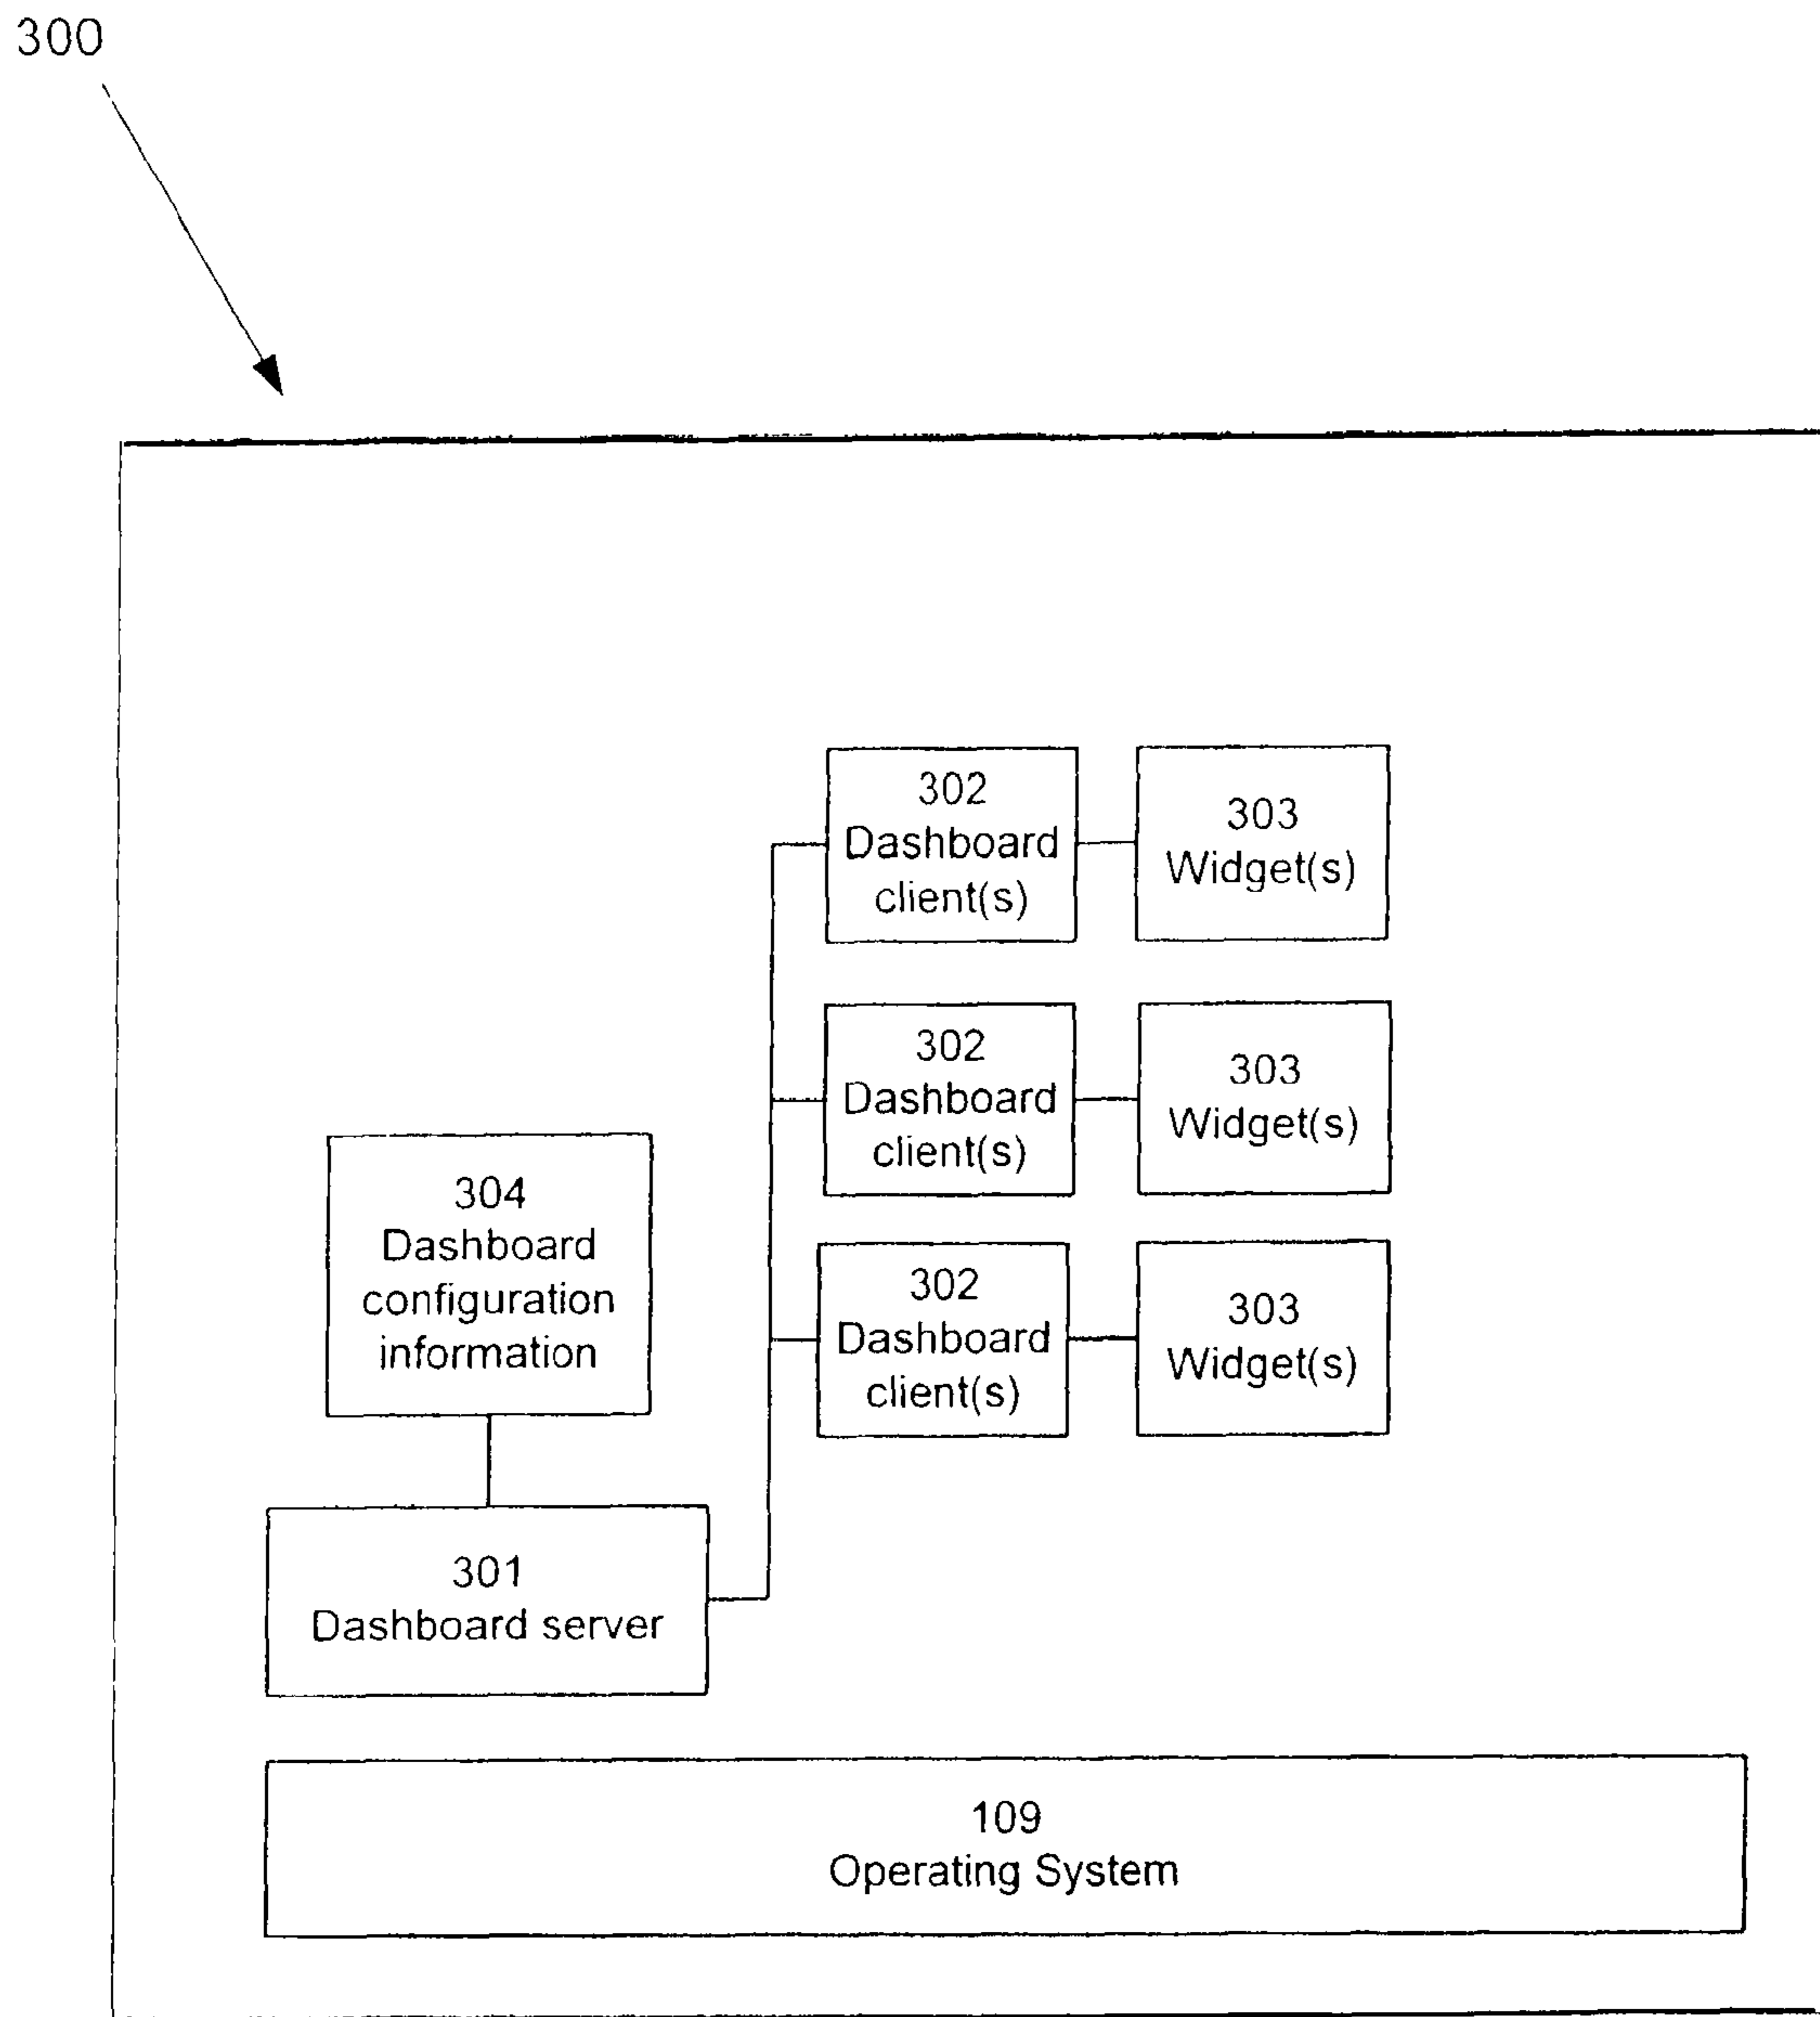 300
302
Dashboard
client(s)
303
Widget(s)
302
Dashboard
client(s)
303
Widget(s)
304
Dashboard
configuration
information
302
Dashboard
client(s)
303
Widget(s)
301
Dashboard server
109
Operating System